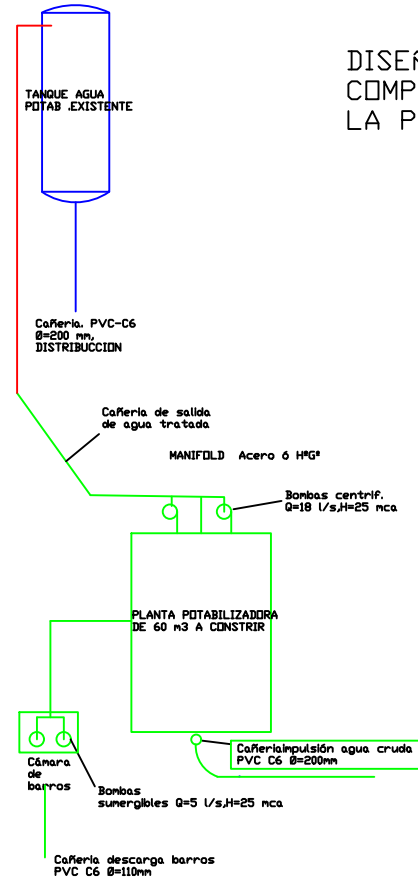 DISEÑ
COMP
LA P
TANQUE AGUA
POTAB .EXISTENTE
Cañeria. PVC-C6
Ø=200 mm,
DISTRIBUCCION
Cañeria de salida
de agua tratada
MANIFOLD Acero ó HºGº
Bombas centrif.
Q=18 l/s,H=25 mca
PLANTA POTABILIZADORA
DE 60 m3 A CONSTRIR
Cañeriaimpulsión agua cruda
PVC C6 Ø=200mm
Cámara
de
barros
Bombas
sumergibles Q=5 l/s,H=25 mca
Cañeria descarga barros
PVC C6 Ø=110mm